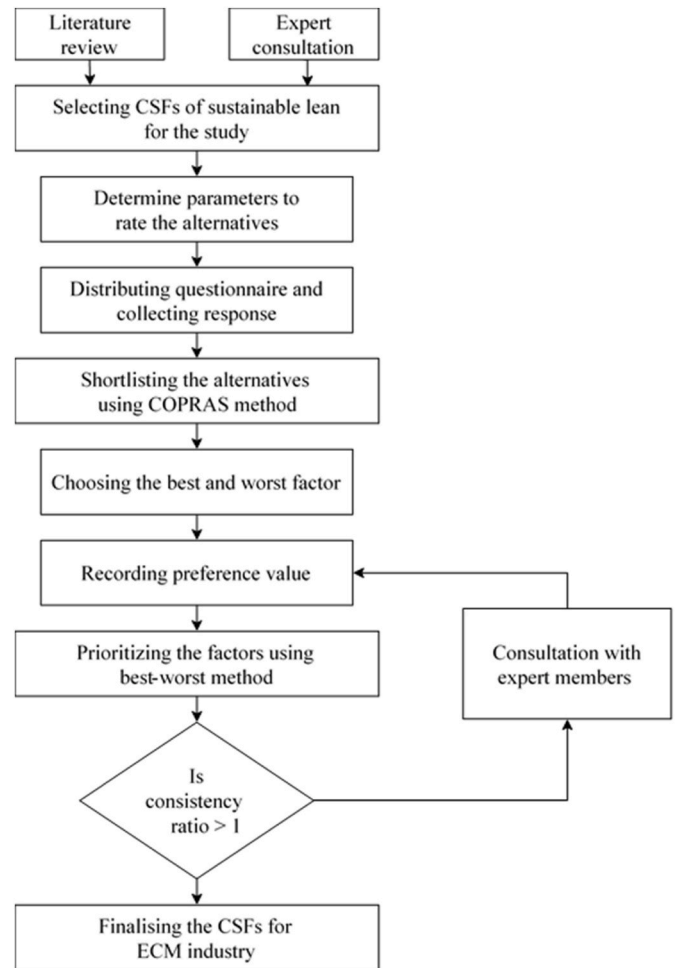 Literature
review
Expert
consultation
Selecting CSFs of sustainable lean
for the study
Determine parameters to
rate the alternatives
Distributing questionnaire and
collecting response
Shortlisting the alternatives
using COPRAS method
Choosing the best and worst factor
Recording preference value
Prioritizing the factors using
best-worst method
Consultation with
expert members
Is
consistency
ratio > 1
Finalising the CSFs for
ECM industry